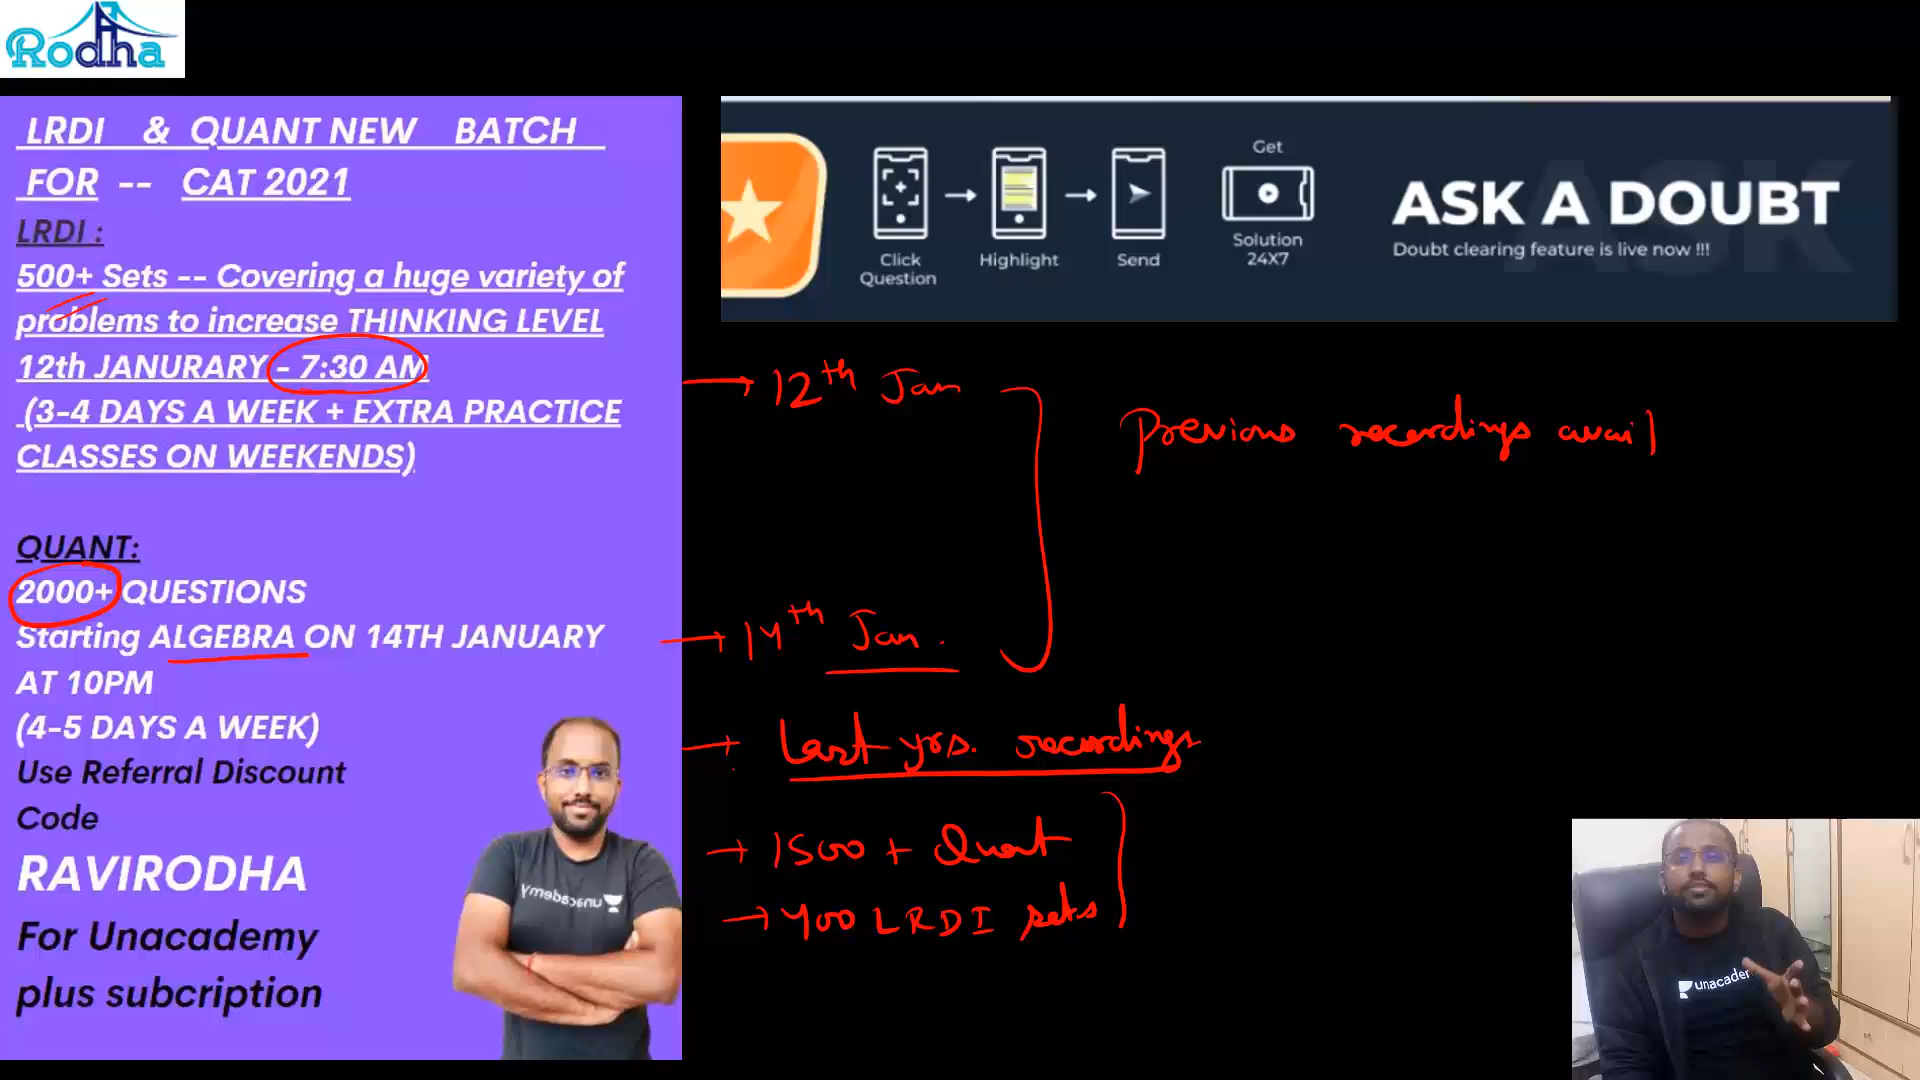 Rodha
LRDI & QUANT NEW BATCH
FOR -- CAT 2021
LRDI :
500+ Sets -- Covering a huge variety of
problems to increase THINKING LEVEL
12th JANURARY - 7:30 AM
(3-4 DAYS A WEEK + EXTRA PRACTICE
CLASSES ON WEEKENDS)
QUANT:
2000+ QUESTIONS
Starting ALGEBRA ON 14TH JANUARY
AT 10PM
(4-5 DAYS A WEEK)
Use Referral Discount
Code
RAVIRODHA
For Unacademy
plus subcription
unacademy
Click
Question
Highlight
Send
Get
Solution
24X7
ASK A DOUBT
Doubt clearing feature is live now !!!
12th Jan
Previous recordings avail
14th Jan.
Last yrs. recordings
1500 + Quant
400 LRDI sets
unacader